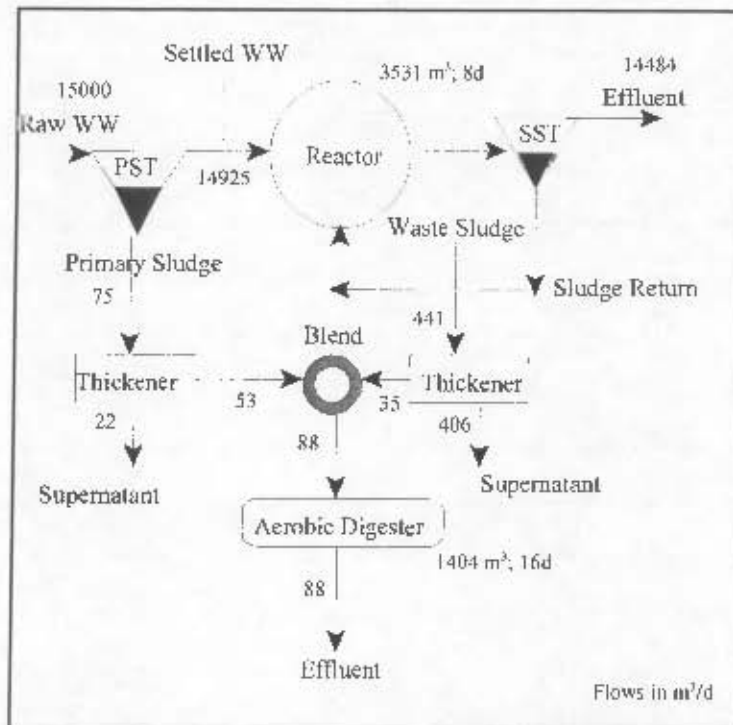 Settled WW
15000
3531 m³; 8d
14484
Raw WW
Effluent
PST
SST
Reactor
14925
Waste Sludge
Primary Sludge
75
Sludge Return
441
Blend
Thickener
Thickener
53
35
22
406
88
Supernatant
Supernatant
Aerobic Digester
1404 m³; 16d
88
Effluent
Flows in m³/d